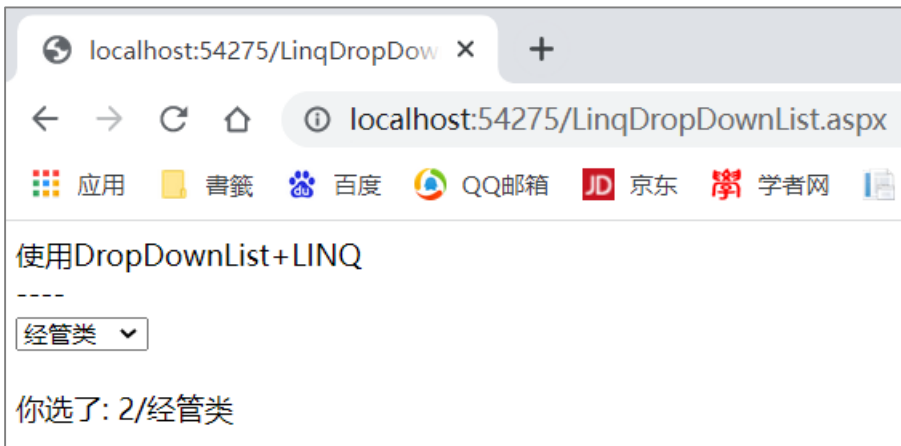 localhost:54275/LinqDropDow
localhost:54275/LinqDropDownList.aspx
应用 書籤 百度 QQ邮箱 JD 京东 學 学者网
使用DropDownList+LINQ
----
经管类
你选了: 2/经管类